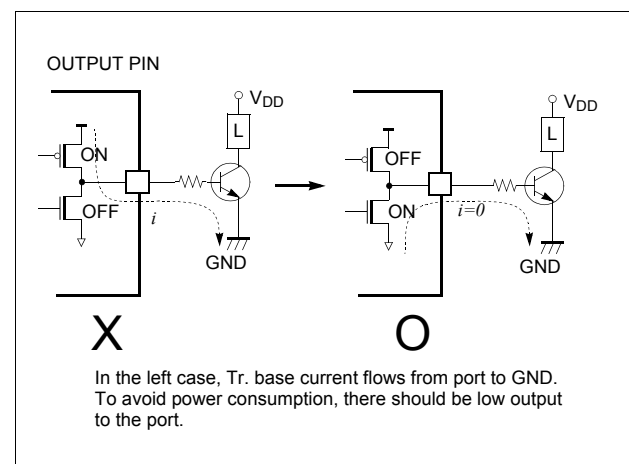 OUTPUT PIN
VDD
L
ON
OFF
i
GND
X
VDD
L
OFF
ON
i=0
GND
O
In the left case, Tr. base current flows from port to GND.
To avoid power consumption, there should be low output
to the port.